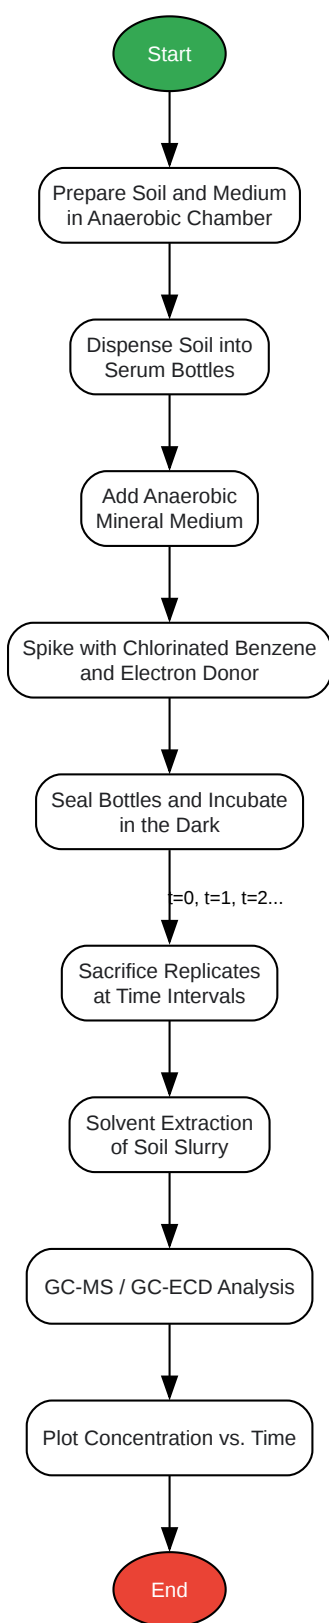 Start
Prepare Soil and Medium
in Anaerobic Chamber
Dispense Soil into
Serum Bottles
Add Anaerobic
Mineral Medium
Spike with Chlorinated Benzene
and Electron Donor
Seal Bottles and Incubate
in the Dark
t=0, t=1, t=2...
Sacrifice Replicates
at Time Intervals
Solvent Extraction
of Soil Slurry
GC-MS / GC-ECD Analysis
Plot Concentration vs. Time
End